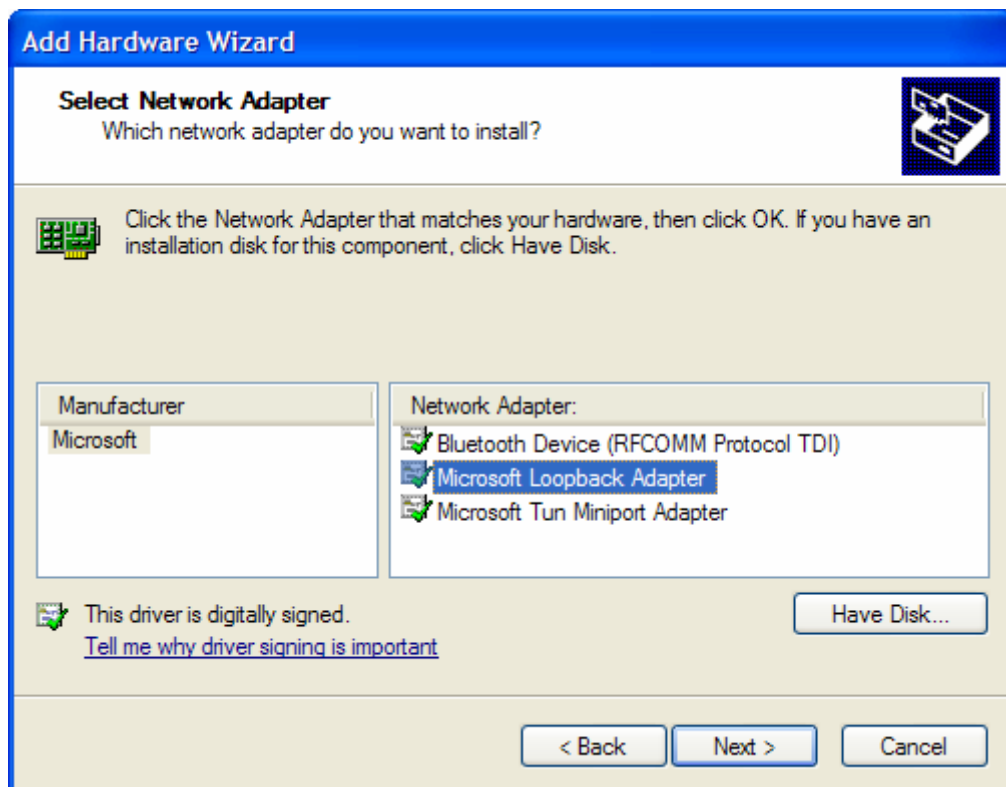 Add Hardware Wizard
Select Network Adapter
Which network adapter do you want to install?
Click the Network Adapter that matches your hardware, then click OK. If you have an
installation disk for this component, click Have Disk.
Manufacturer
Microsoft
Network Adapter:
Bluetooth Device (RFCOMM Protocol TDI)
Microsoft Loopback Adapter
Microsoft Tun Miniport Adapter
This driver is digitally signed.
Tell me why driver signing is important
Have Disk...
< Back
Next >
Cancel